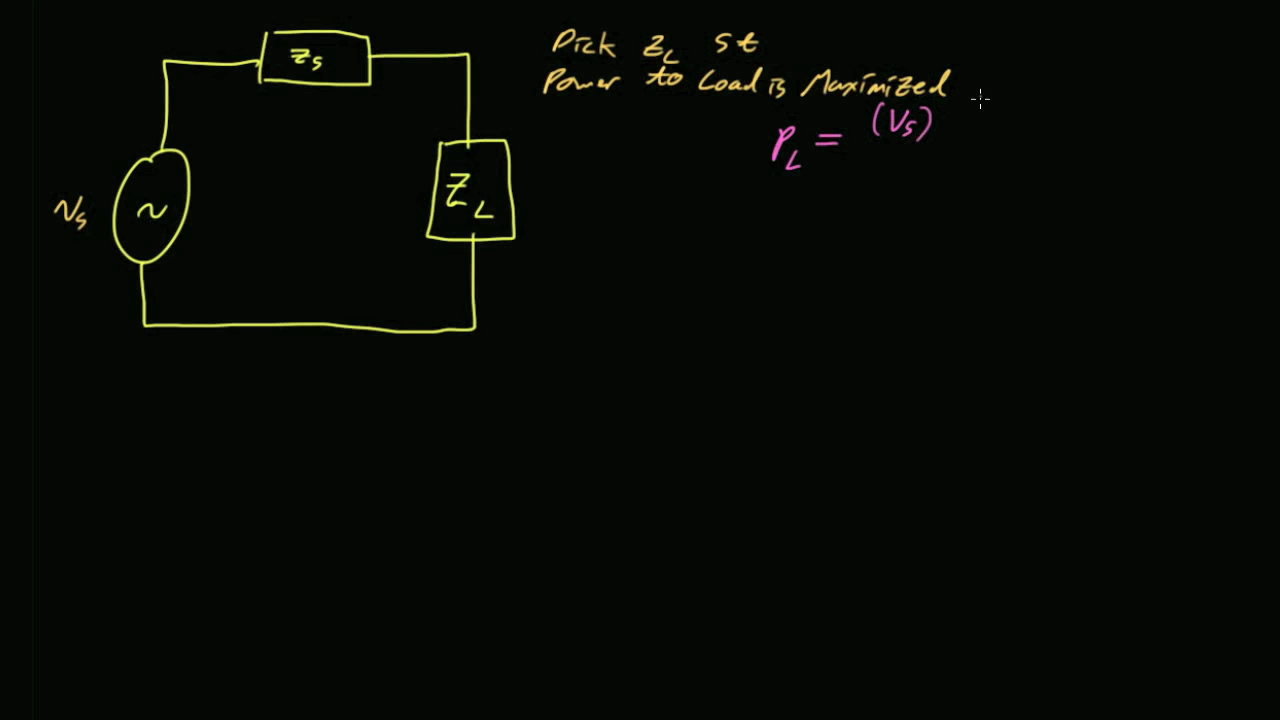 Pick Z_L st
Power to Load is Maximized
P_L = (V_S)
Z_S
Z_L
V_S
~